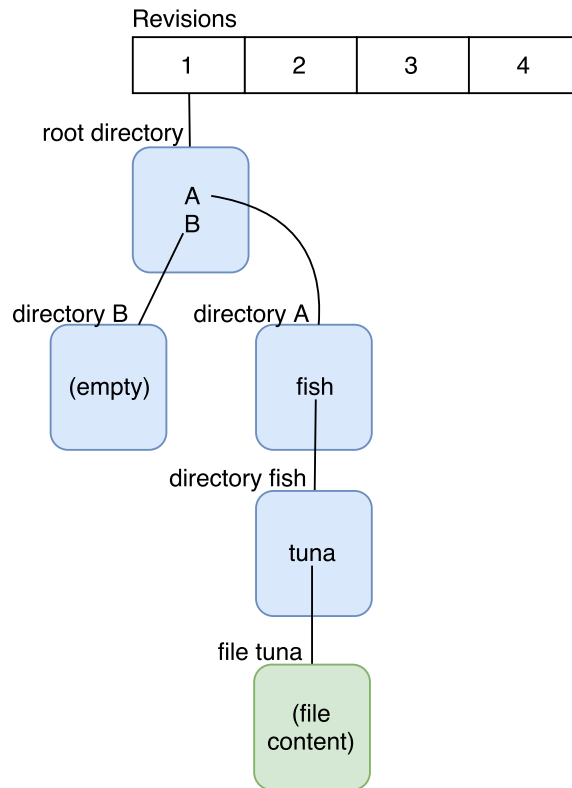 Revisions
1 2 3 4
root directory
A
B
directory B
directory A
(empty)
fish
directory fish
tuna
file tuna
(file
content)